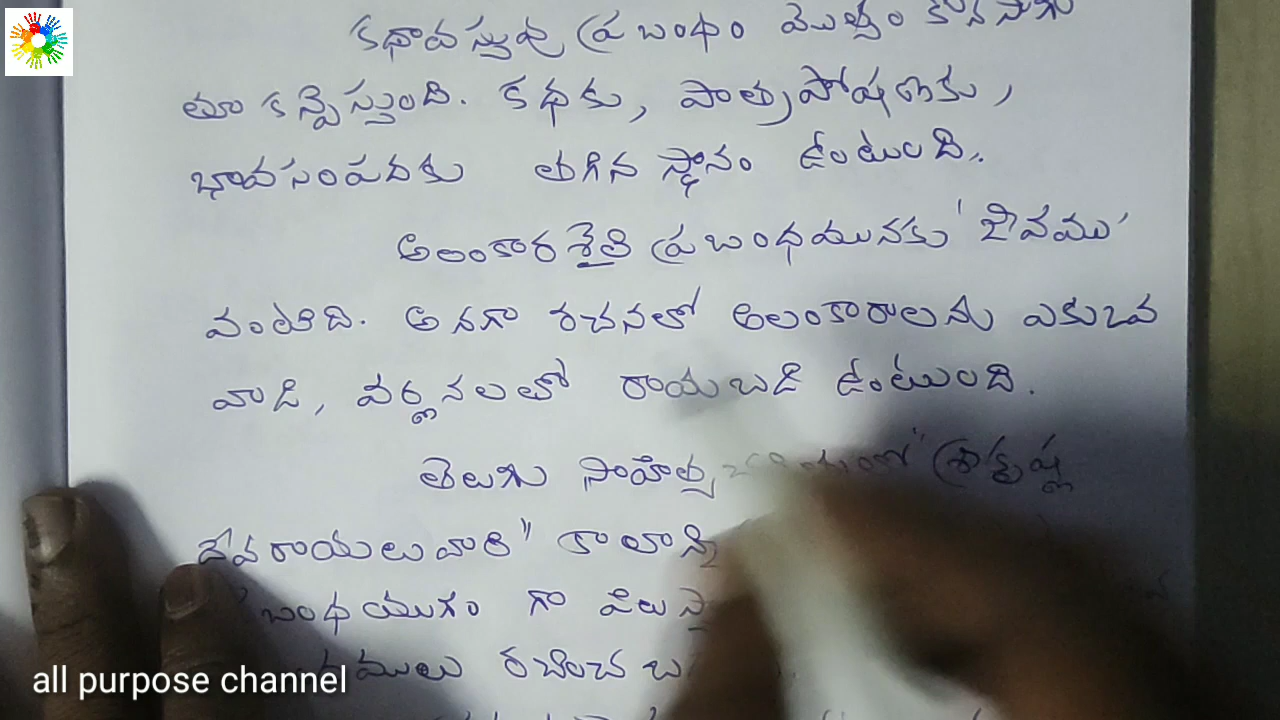 కథావస్తువు ప్రబంధం మొత్తం కొనసాగు
తూ కన్పిస్తుంది. కథకు, పాత్రపోషణకు,
భావసంపదకు తగిన స్థానం ఉంటుంది.
అలంకారశైలి ప్రబంధమునకు 'జీవము'
వంటిది. అనగా రచనలో అలంకారాలను ఎక్కువ
వాడి, వర్ణనలతో రాయబడి ఉంటుంది.
తెలుగు సాహిత్య "శ్రీకృష్ణ
దేవరాయలువారి" కాలాన్ని
బంధయుగం గా పిలుస్తా
రచించ
all purpose channel